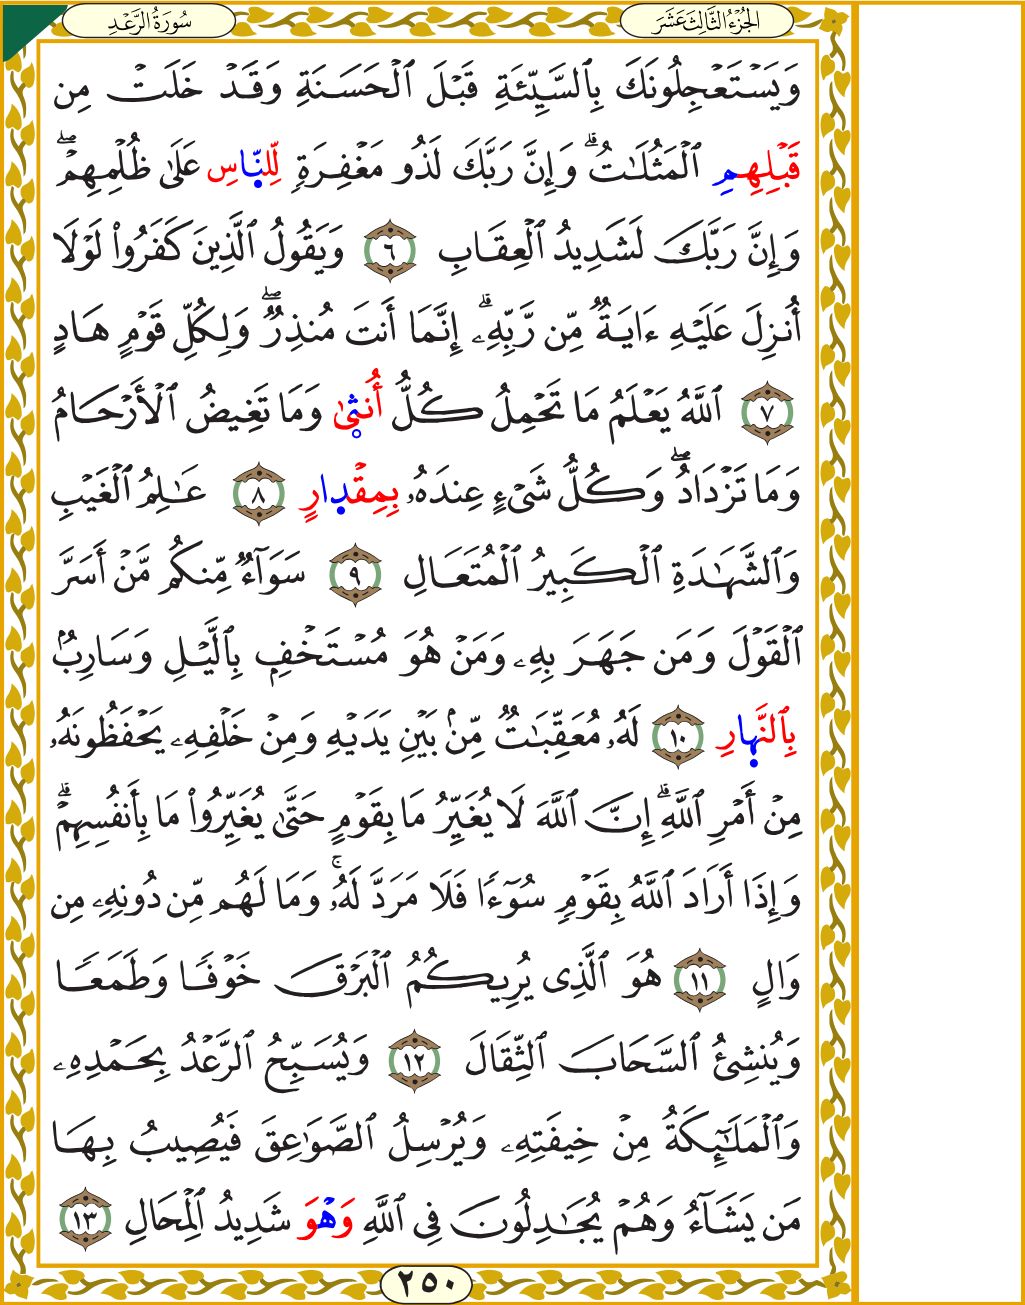 الجُزْءُ الثَّالِثَ عَشَرَ
سُورَةُ الرَّعْدِ
وَيَسْتَعْجِلُونَكَ بِٱلسَّيِّئَةِ قَبْلَ ٱلْحَسَنَةِ وَقَدْ خَلَتْ مِن
قَبْلِهِمِ ٱلْمَثُلَٰتُۗ وَإِنَّ رَبَّكَ لَذُو مَغْفِرَةٖ لِّلنَّاسِ عَلَىٰ ظُلْمِهِمْۖ
وَإِنَّ رَبَّكَ لَشَدِيدُ ٱلْعِقَابِ ٦ وَيَقُولُ ٱلَّذِينَ كَفَرُواْ لَوْلَا
أُنزِلَ عَلَيْهِ ءَايَةٞ مِّن رَّبِّهِۦۗ إِنَّمَا أَنتَ مُنذِرٞۖ وَلِكُلِّ قَوْمٍ هَادٍ
٧ ٱللَّهُ يَعْلَمُ مَا تَحْمِلُ كُلُّ أُنثِىٰ وَمَا تَغِيضُ ٱلْأَرْحَامُ
وَمَا تَزْدَادُۖ وَكُلُّ شَىْءٍ عِندَهُۥ بِمِقْدِارٍ ٨ عَٰلِمُ ٱلْغَيْبِ
وَٱلشَّهَٰدَةِ ٱلْكَبِيرُ ٱلْمُتَعَالِ ٩ سَوَآءٞ مِّنكُم مَّنْ أَسَرَّ
ٱلْقَوْلَ وَمَن جَهَرَ بِهِۦ وَمَنْ هُوَ مُسْتَخْفِۭ بِٱلَّيْلِ وَسَارِبُۢ
بِٱلنَّهِارِ ١٠ لَهُۥ مُعَقِّبَٰتٞ مِّنۢ بَيْنِ يَدَيْهِ وَمِنْ خَلْفِهِۦ يَحْفَظُونَهُۥ
مِنْ أَمْرِ ٱللَّهِۗ إِنَّ ٱللَّهَ لَا يُغَيِّرُ مَا بِقَوْمٍ حَتَّىٰ يُغَيِّرُواْ مَا بِأَنفُسِهِمْۗ
وَإِذَا أَرَادَ ٱللَّهُ بِقَوْمٖ سُوٓءٗا فَلَا مَرَدَّ لَهُۥۚ وَمَا لَهُم مِّن دُونِهِۦ مِن
وَالٍ ١١ هُوَ ٱلَّذِى يُرِيكُمُ ٱلْبَرْقَ خَوْفٗا وَطَمَعٗا
وَيُنشِئُ ٱلسَّحَابَ ٱلثِّقَالَ ١٢ وَيُسَبِّحُ ٱلرَّعْدُ بِحَمْدِهِۦ
وَٱلْمَلَٰٓئِكَةُ مِنْ خِيفَتِهِۦ وَيُرْسِلُ ٱلصَّوَٰعِقَ فَيُصِيبُ بِهَا
مَن يَشَآءُ وَهُمْ يُجَٰدِلُونَ فِى ٱللَّهِ وَهْوَ شَدِيدُ ٱلْمِحَالِ ١٣
٢٥٠